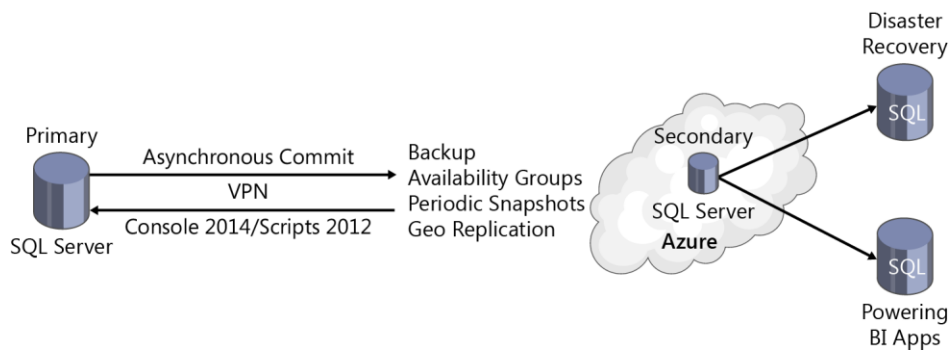 Primary
SQL Server
Asynchronous Commit
VPN
Console 2014/Scripts 2012
Backup
Availability Groups
Periodic Snapshots
Geo Replication
Secondary
SQL Server
Azure
Disaster
Recovery
SQL
SQL
Powering
BI Apps